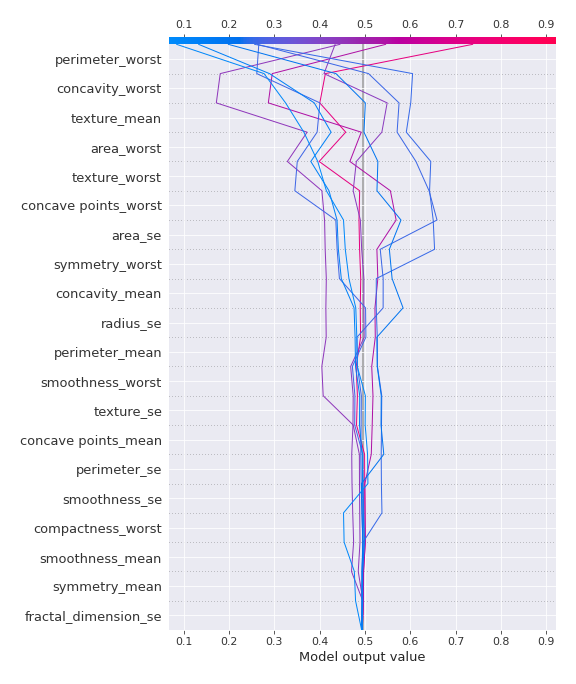 0.1 0.2 0.3 0.4 0.5 0.6 0.7 0.8 0.9
perimeter_worst
concavity_worst
texture_mean
area_worst
texture_worst
concave points_worst
area_se
symmetry_worst
concavity_mean
radius_se
perimeter_mean
smoothness_worst
texture_se
concave points_mean
perimeter_se
smoothness_se
compactness_worst
smoothness_mean
symmetry_mean
fractal_dimension_se
0.1 0.2 0.3 0.4 0.5 0.6 0.7 0.8 0.9
Model output value